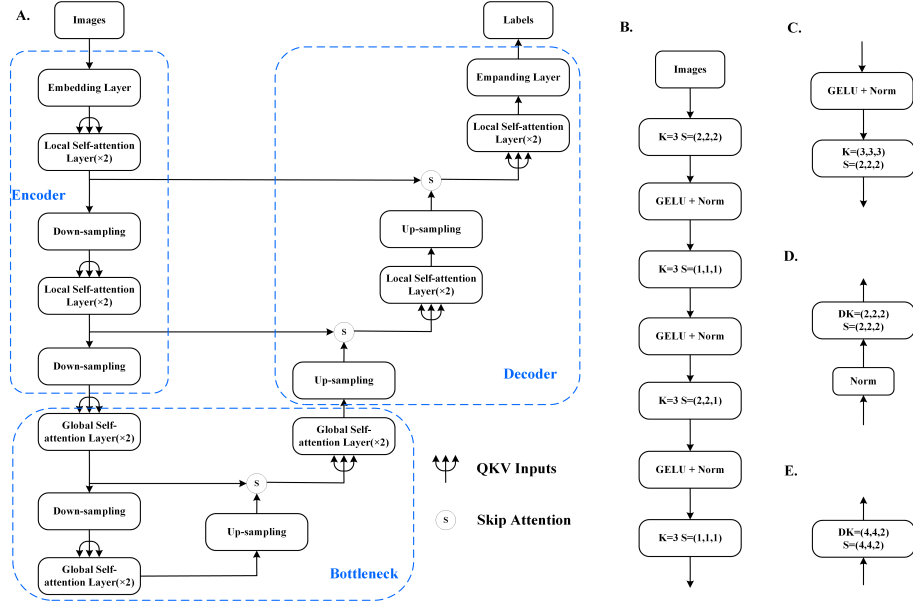 A.
Images
Embedding Layer
Local Self-attention
Layer(×2)
Encoder
Down-sampling
Local Self-attention
Layer(×2)
Down-sampling
Global Self-
attention Layer(×2)
Down-sampling
Global Self-
attention Layer(×2)
Labels
Empanding Layer
Local Self-attention
Layer(×2)
S
Up-sampling
Local Self-attention
Layer(×2)
S
Up-sampling
Decoder
Global Self-
attention Layer(×2)
S
Up-sampling
Bottleneck
QKV Inputs
S
Skip Attention
B.
Images
K=3 S=(2,2,2)
GELU + Norm
K=3 S=(1,1,1)
GELU + Norm
K=3 S=(2,2,1)
GELU + Norm
K=3 S=(1,1,1)
C.
GELU + Norm
K=(3,3,3)
S=(2,2,2)
D.
DK=(2,2,2)
S=(2,2,2)
Norm
E.
DK=(4,4,2)
S=(4,4,2)